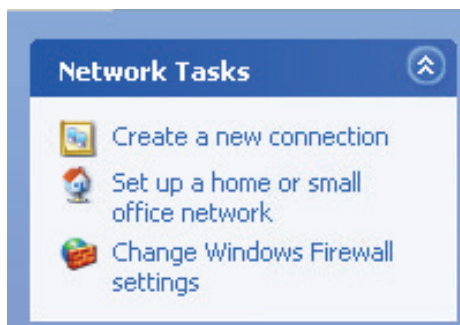 Network Tasks
Create a new connection
Set up a home or small
office network
Change Windows Firewall
settings